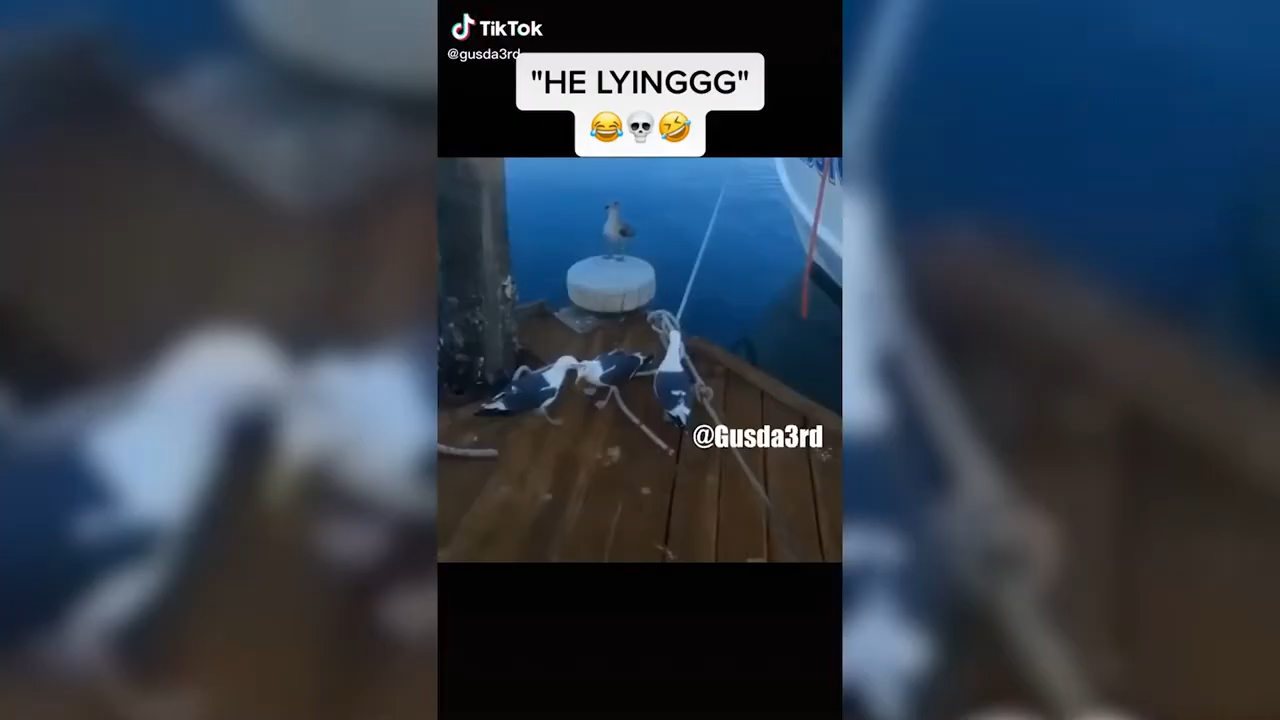 TikTok
@gusda3rd
"HE LYINGGG"
😂💀🤣
@Gusda3rd